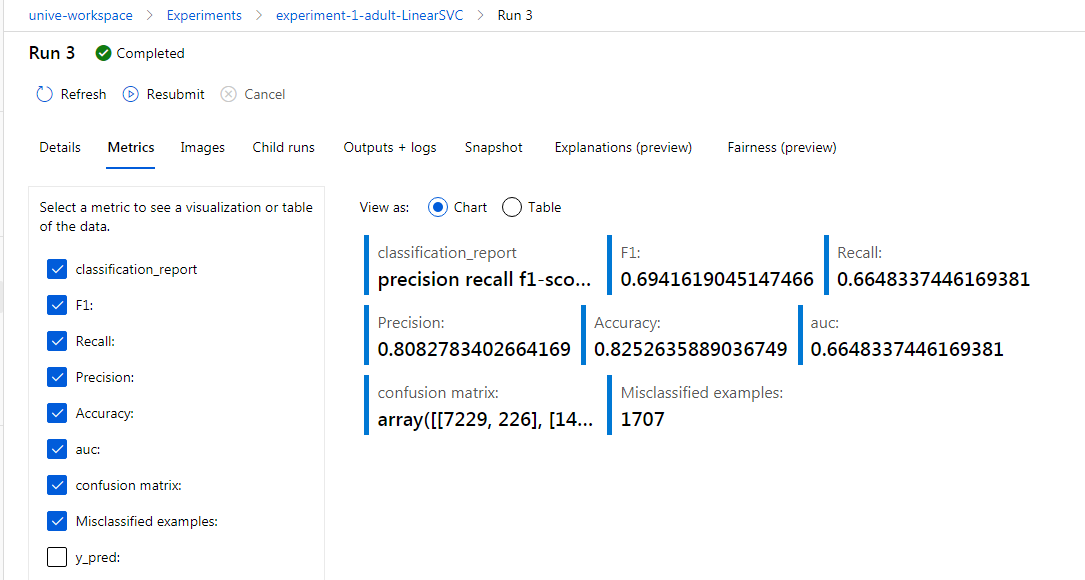 unive-workspace > Experiments > experiment-1-adult-LinearSVC > Run 3
Run 3 Completed
Refresh Resubmit Cancel
Details Metrics Images Child runs Outputs + logs Snapshot Explanations (preview) Fairness (preview)
Select a metric to see a visualization or table
of the data.
classification_report
F1:
Recall:
Precision:
Accuracy:
auc:
confusion matrix:
Misclassified examples:
y_pred:
View as: Chart Table
classification_report
precision recall f1-sco...
F1:
0.6941619045147466
Recall:
0.6648337446169381
Precision:
0.8082783402664169
Accuracy:
0.8252635889036749
auc:
0.6648337446169381
confusion matrix:
array([[7229, 226], [14...
Misclassified examples:
1707